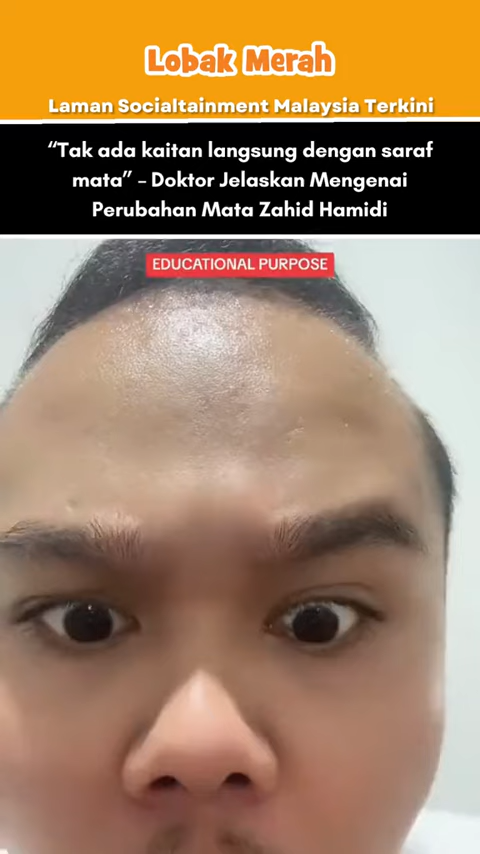 Lobak Merah
Laman Socialtainment Malaysia Terkini
“Tak ada kaitan langsung dengan saraf
mata” – Doktor Jelaskan Mengenai
Perubahan Mata Zahid Hamidi
EDUCATIONAL PURPOSE